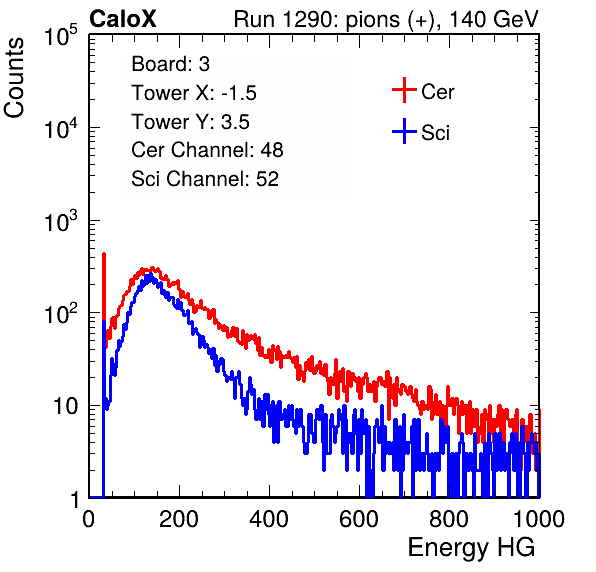 CaloX Run 1290: pions (+), 140 GeV
Counts
Board: 3
Tower X: -1.5
Tower Y: 3.5
Cer Channel: 48
Sci Channel: 52
Cer
Sci
10^5
10^4
10^3
10^2
10
1
0 200 400 600 800 1000
Energy HG